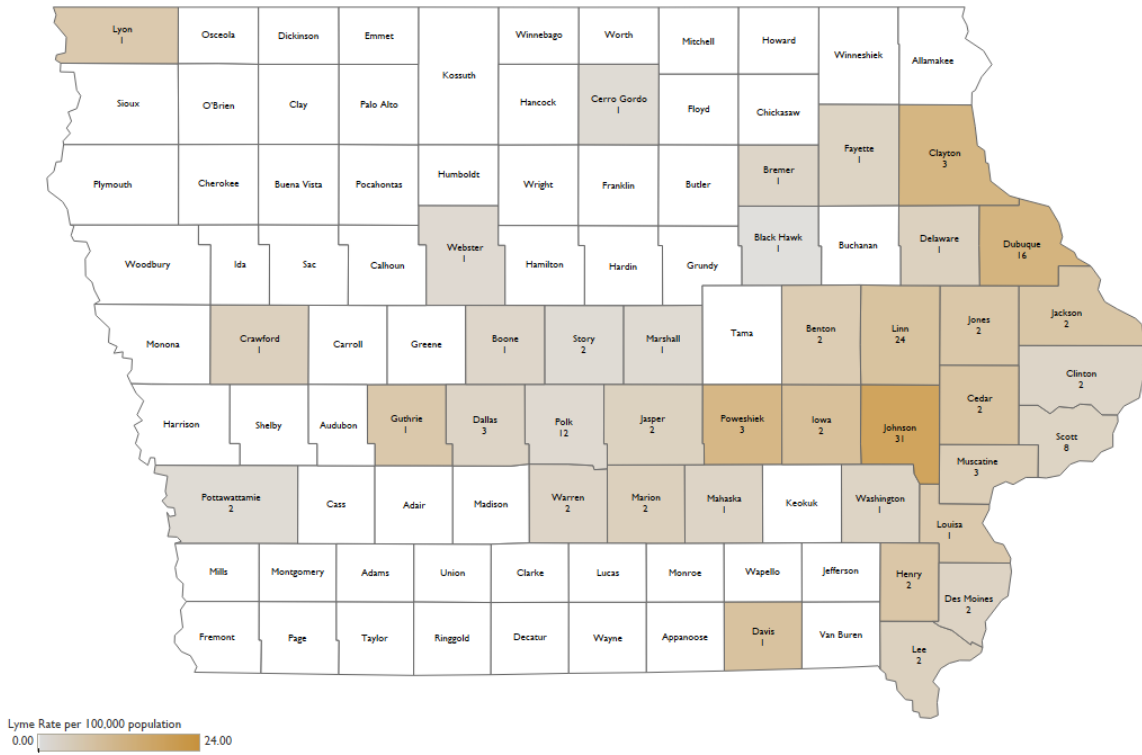 Lyon
1
Osceola
Dickinson
Emmet
Kossuth
Winnebago
Worth
Mitchell
Howard
Winneshiek
Allamakee
Sioux
O'Brien
Clay
Palo Alto
Hancock
Cerro Gordo
1
Floyd
Chickasaw
Fayette
1
Clayton
3
Plymouth
Cherokee
Buena Vista
Pocahontas
Humboldt
Wright
Franklin
Butler
Bremer
1
Woodbury
Ida
Sac
Calhoun
Webster
1
Hamilton
Hardin
Grundy
Black Hawk
1
Buchanan
Delaware
1
Dubuque
16
Monona
Crawford
1
Carroll
Greene
Boone
1
Story
2
Marshall
1
Tama
Benton
2
Linn
24
Jones
2
Jackson
2
Clinton
2
Harrison
Shelby
Audubon
Guthrie
1
Dallas
3
Polk
12
Jasper
2
Poweshiek
3
Iowa
2
Johnson
31
Cedar
2
Scott
8
Muscatine
3
Pottawattamie
2
Cass
Adair
Madison
Warren
2
Marion
2
Mahaska
1
Keokuk
Washington
1
Louisa
1
Mills
Montgomery
Adams
Union
Clarke
Lucas
Monroe
Wapello
Jefferson
Henry
2
Des Moines
2
Fremont
Page
Taylor
Ringgold
Decatur
Wayne
Appanoose
Davis
1
Van Buren
Lee
2
Lyme Rate per 100,000 population
0.00 24.00